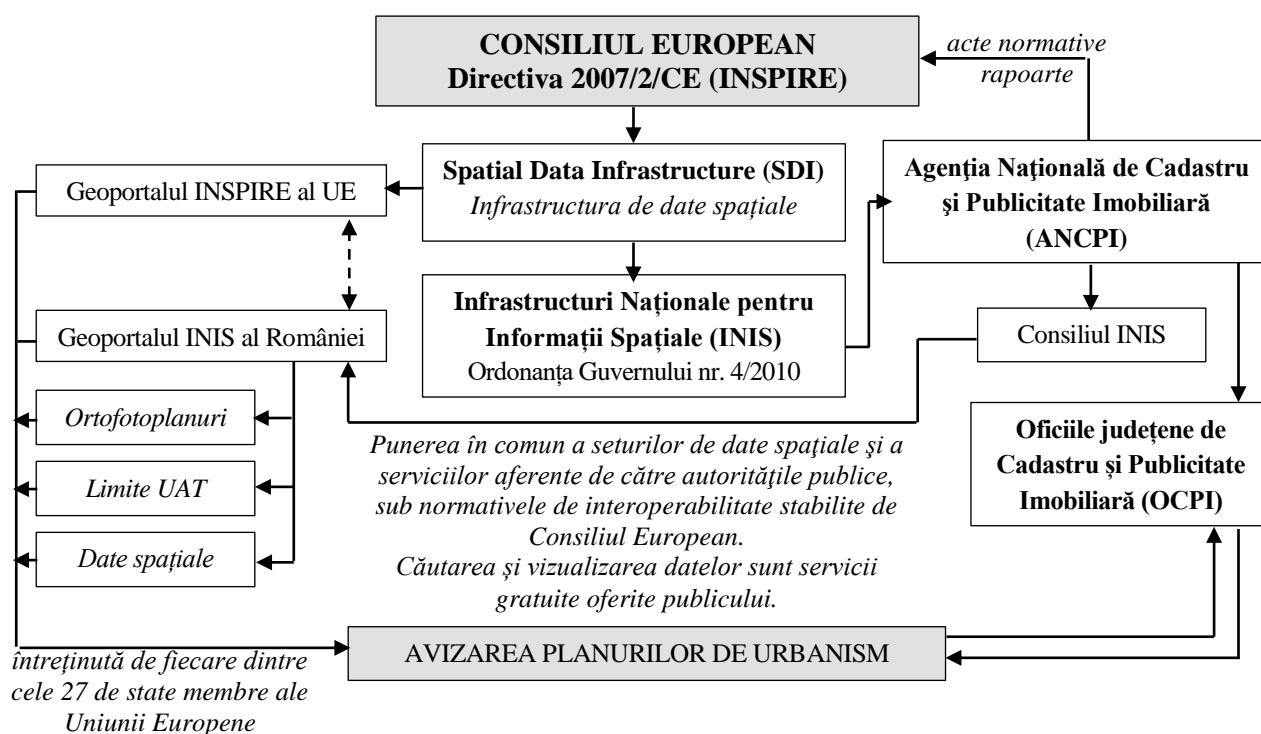 CONSILIUL EUROPEAN
Directiva 2007/2/CE (INSPIRE)
acte normative
rapoarte
Spatial Data Infrastructure (SDI)
Infrastructura de date spațiale
Geoportalul INSPIRE al UE
Agenţia Naţională de Cadastru
şi Publicitate Imobiliară
(ANCPI)
Infrastructuri Naționale pentru
Informații Spațiale (INIS)
Ordonanța Guvernului nr. 4/2010
Geoportalul INIS al României
Consiliul INIS
Ortofotoplanuri
Limite UAT
Date spațiale
Punerea în comun a seturilor de date spaţiale şi a
serviciilor aferente de către autorităţile publice,
sub normativele de interoperabilitate stabilite de
Consiliul European.
Căutarea și vizualizarea datelor sunt servicii
gratuite oferite publicului.
Oficiile județene de
Cadastru și Publicitate
Imobiliară (OCPI)
AVIZAREA PLANURILOR DE URBANISM
întreținută de fiecare dintre
cele 27 de state membre ale
Uniunii Europene